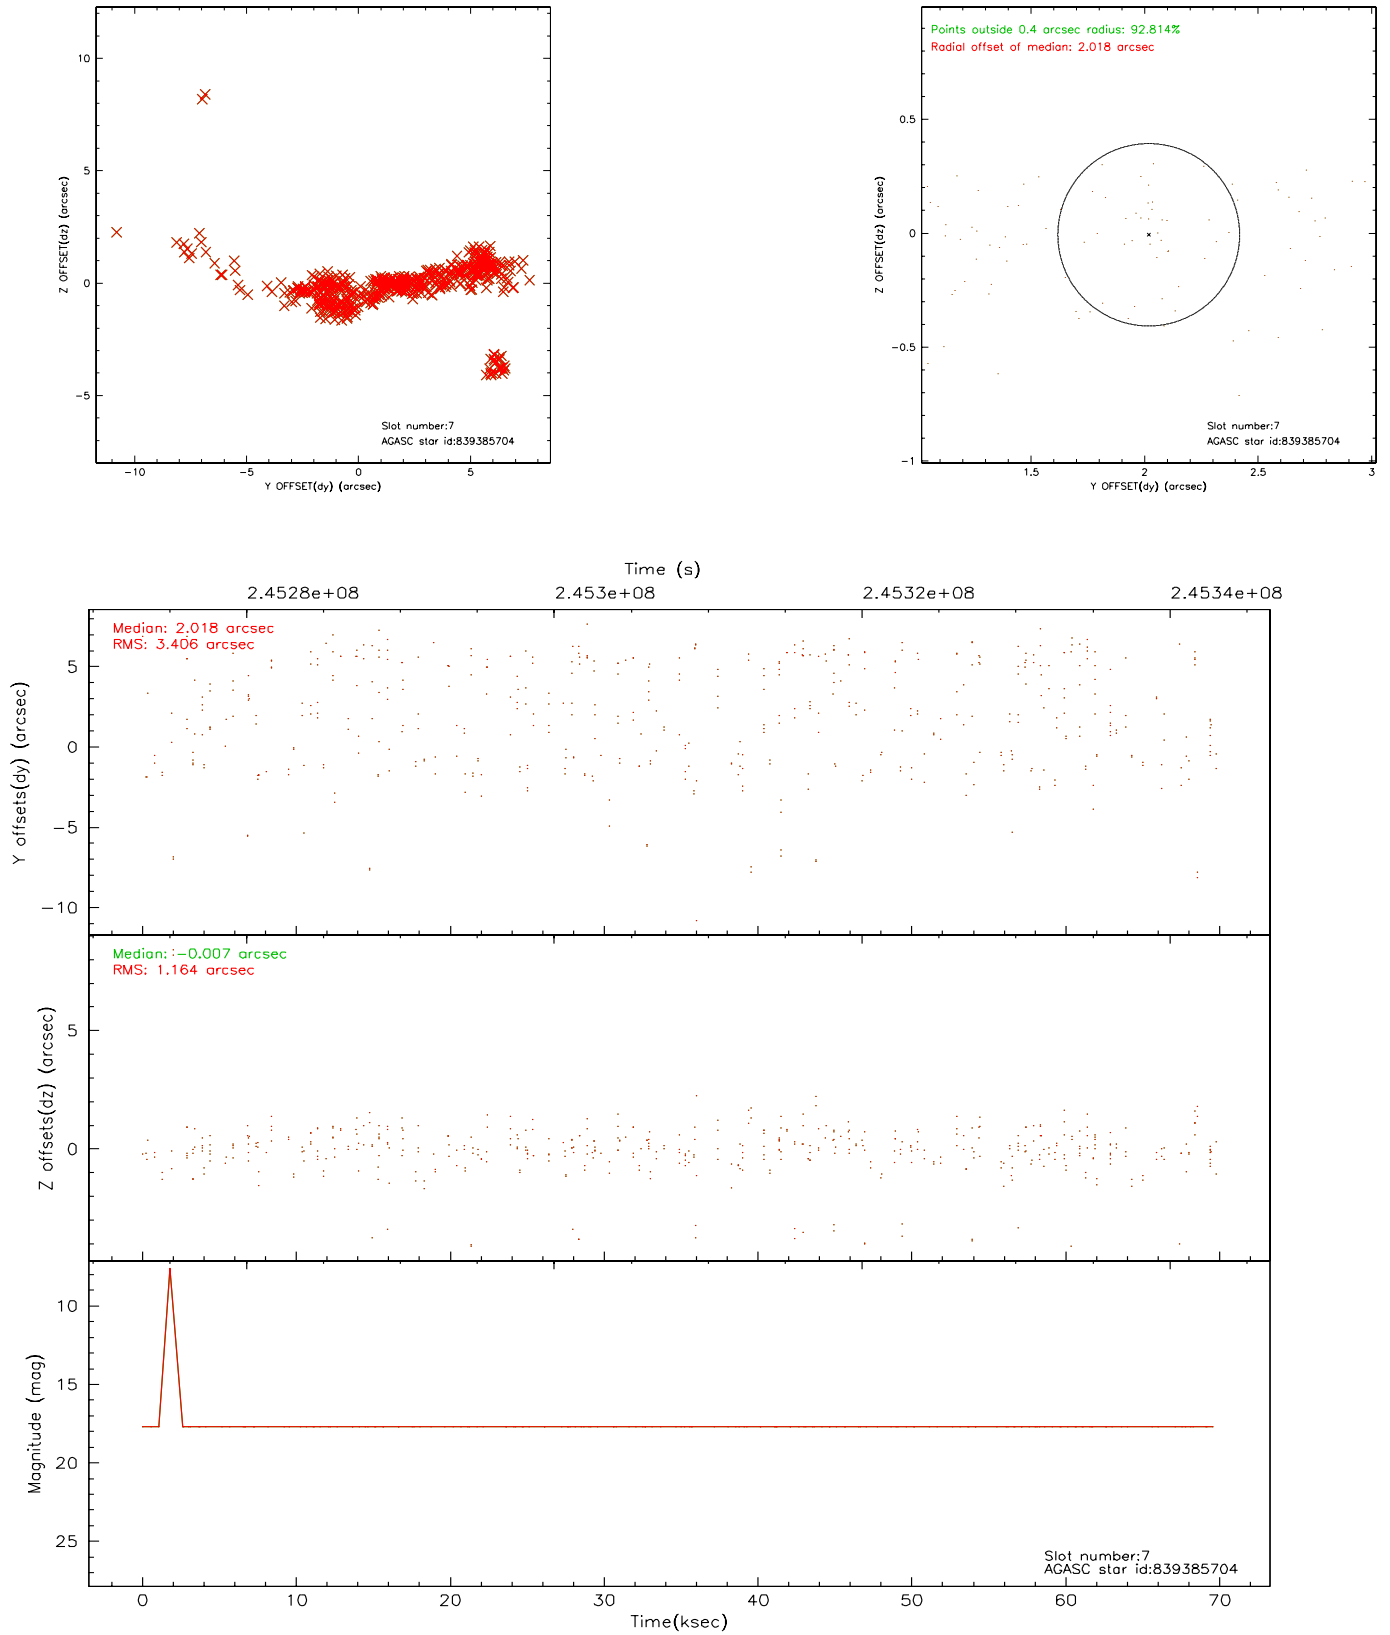 10
5
0
−5
Z OFFSET(dz) (arcsec)
Slot number:7
AGASC star id:839385704
−10 −5 0 5
Y OFFSET(dy) (arcsec)
Points outside 0.4 arcsec radius: 92.814%
Radial offset of median: 2.018 arcsec
0.5
0
−0.5
−1
Z OFFSET(dz) (arcsec)
Slot number:7
AGASC star id:839385704
1.5 2 2.5 3
Y OFFSET(dy) (arcsec)
Time (s)
2.4528e+08 2.453e+08 2.4532e+08 2.4534e+08
Median: 2.018 arcsec
RMS: 3.406 arcsec
5
0
−5
−10
Y offsets(dy) (arcsec)
Median: −0.007 arcsec
RMS: 1.164 arcsec
5
0
Z offsets(dz) (arcsec)
10
15
20
25
Magnitude (mag)
Slot number:7
AGASC star id:839385704
0 10 20 30 40 50 60 70
Time(ksec)